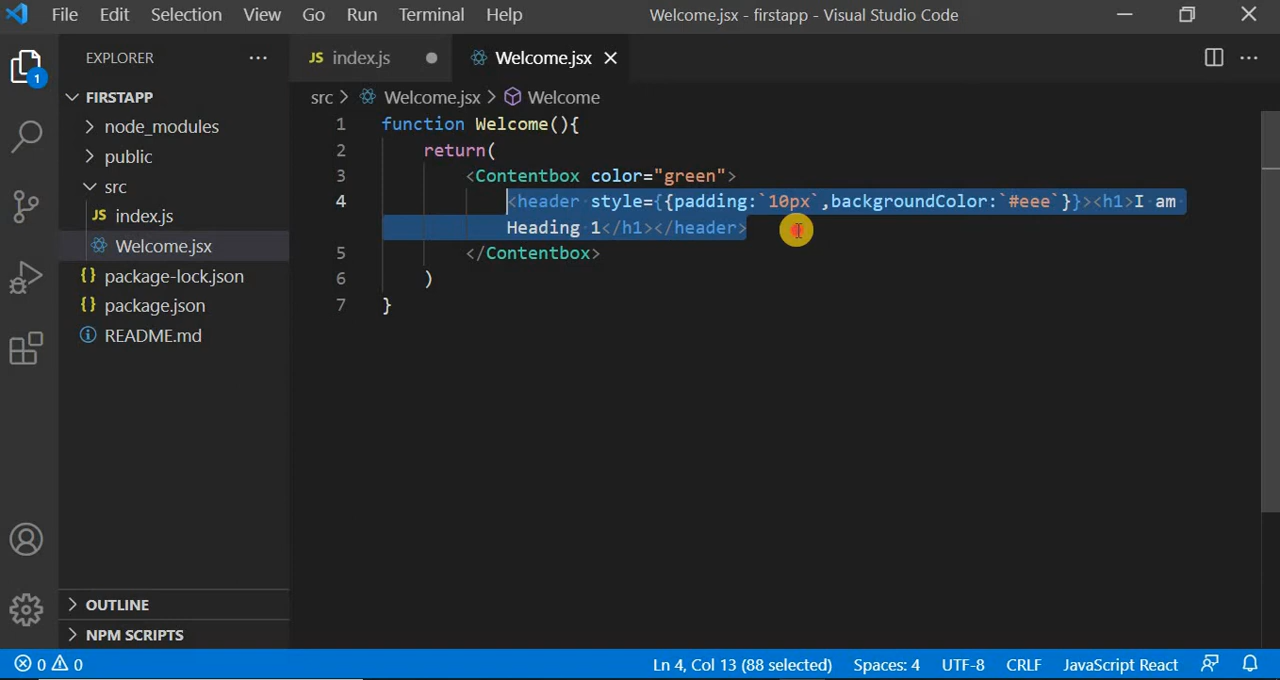 File Edit Selection View Go Run Terminal Help Welcome.jsx - firstapp - Visual Studio Code
EXPLORER ···
JS index.js Welcome.jsx
1
FIRSTAPP
src > Welcome.jsx > Welcome
node_modules
public
src
JS index.js
Welcome.jsx
{} package-lock.json
{} package.json
README.md
1 function Welcome(){
2 return(
3 <Contentbox color="green">
4 <header style={{padding:`10px`,backgroundColor:`#eee`}}><h1>I am
Heading 1</h1></header>
5 </Contentbox>
6 )
7 }
OUTLINE
NPM SCRIPTS
0 0 Ln 4, Col 13 (88 selected) Spaces: 4 UTF-8 CRLF JavaScript React